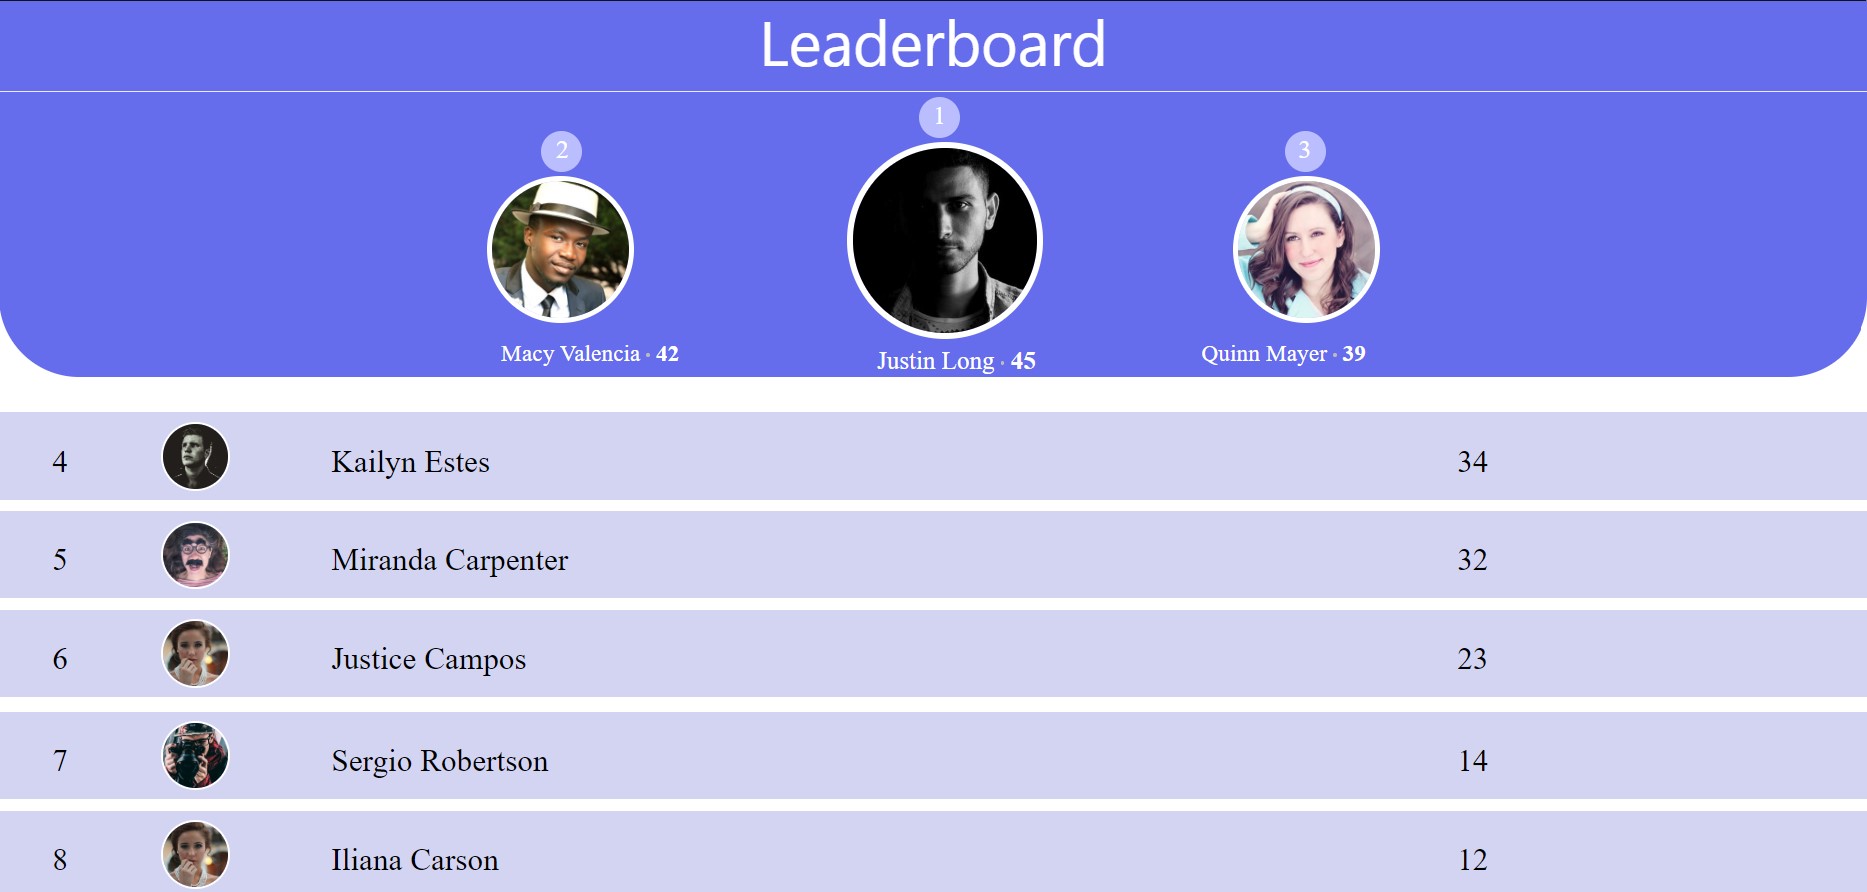 Leaderboard
1
2
3
Macy Valencia · 42
Justin Long · 45
Quinn Mayer · 39
4 Kailyn Estes 34
5 Miranda Carpenter 32
6 Justice Campos 23
7 Sergio Robertson 14
8 Iliana Carson 12